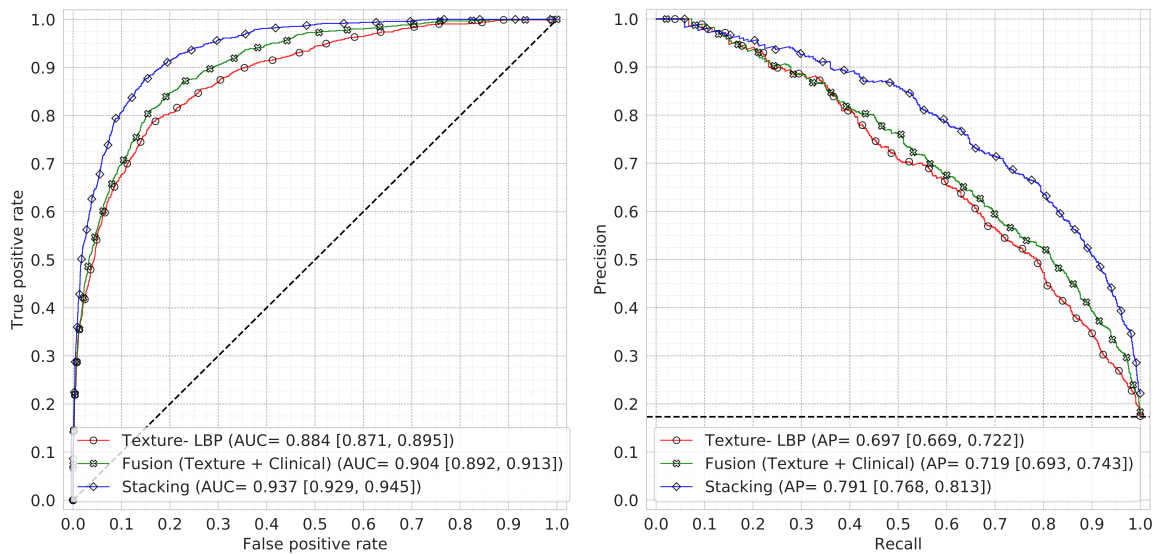 1.0
0.9
0.8
0.7
0.6
0.5
0.4
0.3
0.2
0.1
0.0
True positive rate
Texture- LBP (AUC= 0.884 [0.871, 0.895])
Fusion (Texture + Clinical) (AUC= 0.904 [0.892, 0.913])
Stacking (AUC= 0.937 [0.929, 0.945])
0.0 0.1 0.2 0.3 0.4 0.5 0.6 0.7 0.8 0.9 1.0
False positive rate
1.0
0.9
0.8
0.7
0.6
0.5
0.4
0.3
0.2
0.1
0.0
Precision
Texture- LBP (AP= 0.697 [0.669, 0.722])
Fusion (Texture + Clinical) (AP= 0.719 [0.693, 0.743])
Stacking (AP= 0.791 [0.768, 0.813])
0.0 0.1 0.2 0.3 0.4 0.5 0.6 0.7 0.8 0.9 1.0
Recall